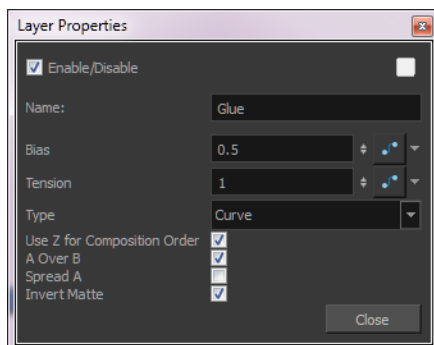 Layer Properties
Enable/Disable
Name: Glue
Bias 0.5
Tension 1
Type Curve
Use Z for Composition Order
A Over B
Spread A
Invert Matte
Close